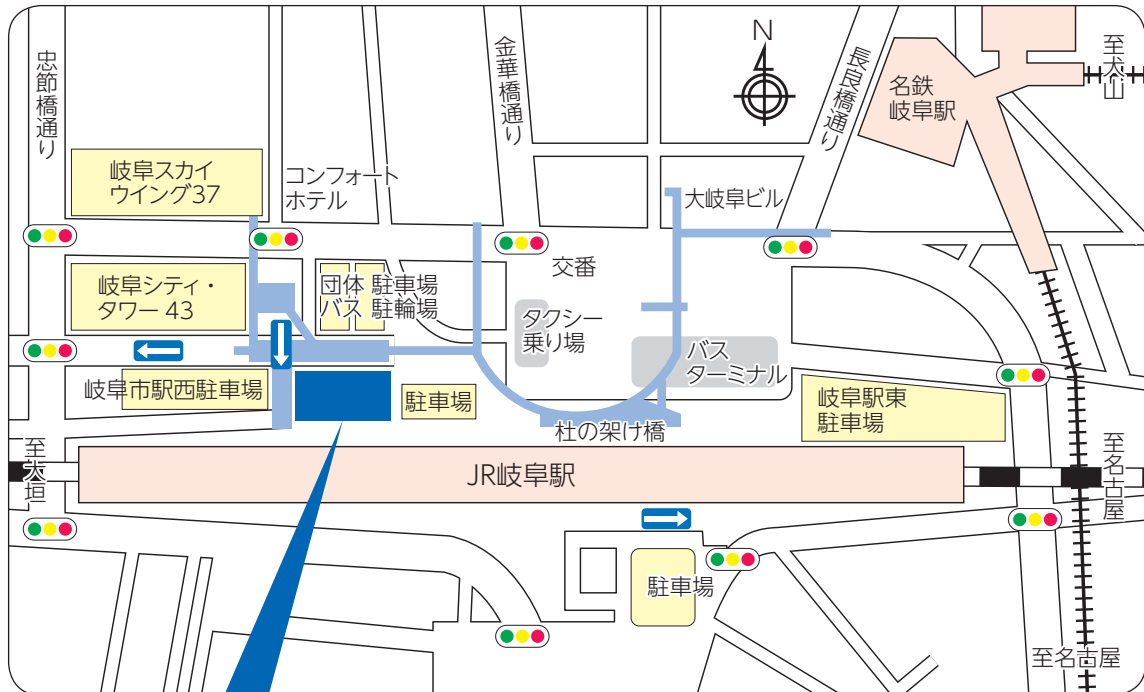 N
忠節橋通り
金華橋通り
長良橋通り
名鉄
岐阜駅
至犬山
岐阜スカイ
ウイング37
コンフォート
ホテル
大岐阜ビル
交番
岐阜シティ・
タワー 43
団体
バス
駐車場
駐輪場
タクシー
乗り場
バス
ターミナル
岐阜市駅西駐車場
駐車場
岐阜駅東
駐車場
杜の架け橋
至大垣
JR岐阜駅
至名古屋
駐車場
至名古屋